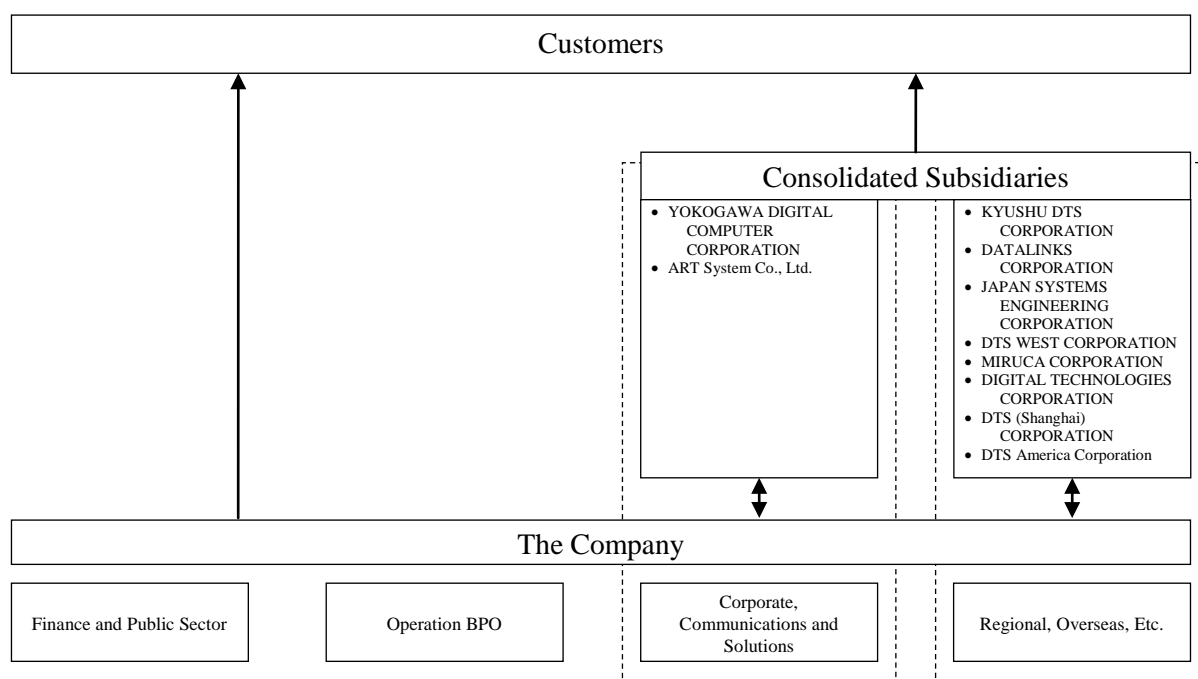 Customers
Consolidated Subsidiaries
• YOKOGAWA DIGITAL
COMPUTER
CORPORATION
• ART System Co., Ltd.
• KYUSHU DTS
CORPORATION
• DATALINKS
CORPORATION
• JAPAN SYSTEMS
ENGINEERING
CORPORATION
• DTS WEST CORPORATION
• MIRUCA CORPORATION
• DIGITAL TECHNOLOGIES
CORPORATION
• DTS (Shanghai)
CORPORATION
• DTS America Corporation
The Company
Finance and Public Sector
Operation BPO
Corporate,
Communications and
Solutions
Regional, Overseas, Etc.